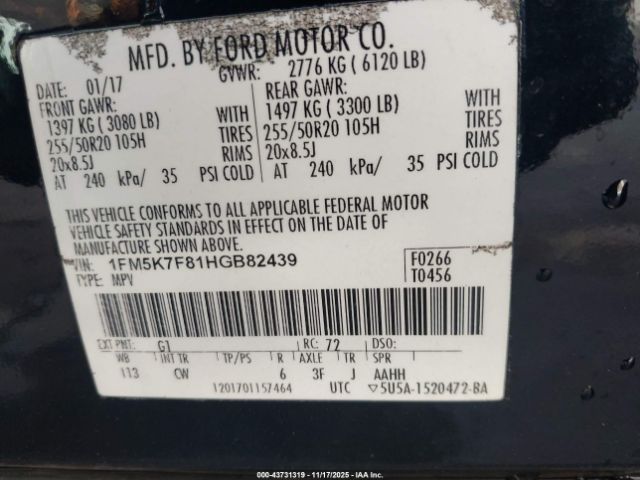 MFD. BY FORD MOTOR CO.
DATE: 01/17 GVWR: 2776 KG ( 6120 LB)
FRONT GAWR: REAR GAWR:
1397 KG ( 3080 LB) WITH 1497 KG ( 3300 LB) WITH
255/50R20 105H TIRES 255/50R20 105H TIRES
20x8.5J RIMS 20x8.5J RIMS
AT 240 kPa/ 35 PSI COLD AT 240 kPa/ 35 PSI COLD
THIS VEHICLE CONFORMS TO ALL APPLICABLE FEDERAL MOTOR
VEHICLE SAFETY STANDARDS IN EFFECT ON THE DATE OF
MANUFACTURE SHOWN ABOVE.
VIN: 1FM5K7F81HGB82439 F0266
TYPE: MPV T0456
EXT PNT: G1 RC: 72 DSO:
WB INT TR TP/PS R AXLE TR SPR
113 CW 6 3F J AAHH
1201701157464 UTC ▽5U5A-1520472-BA
000-43731319 | 11/17/2025 | IAAI.COM